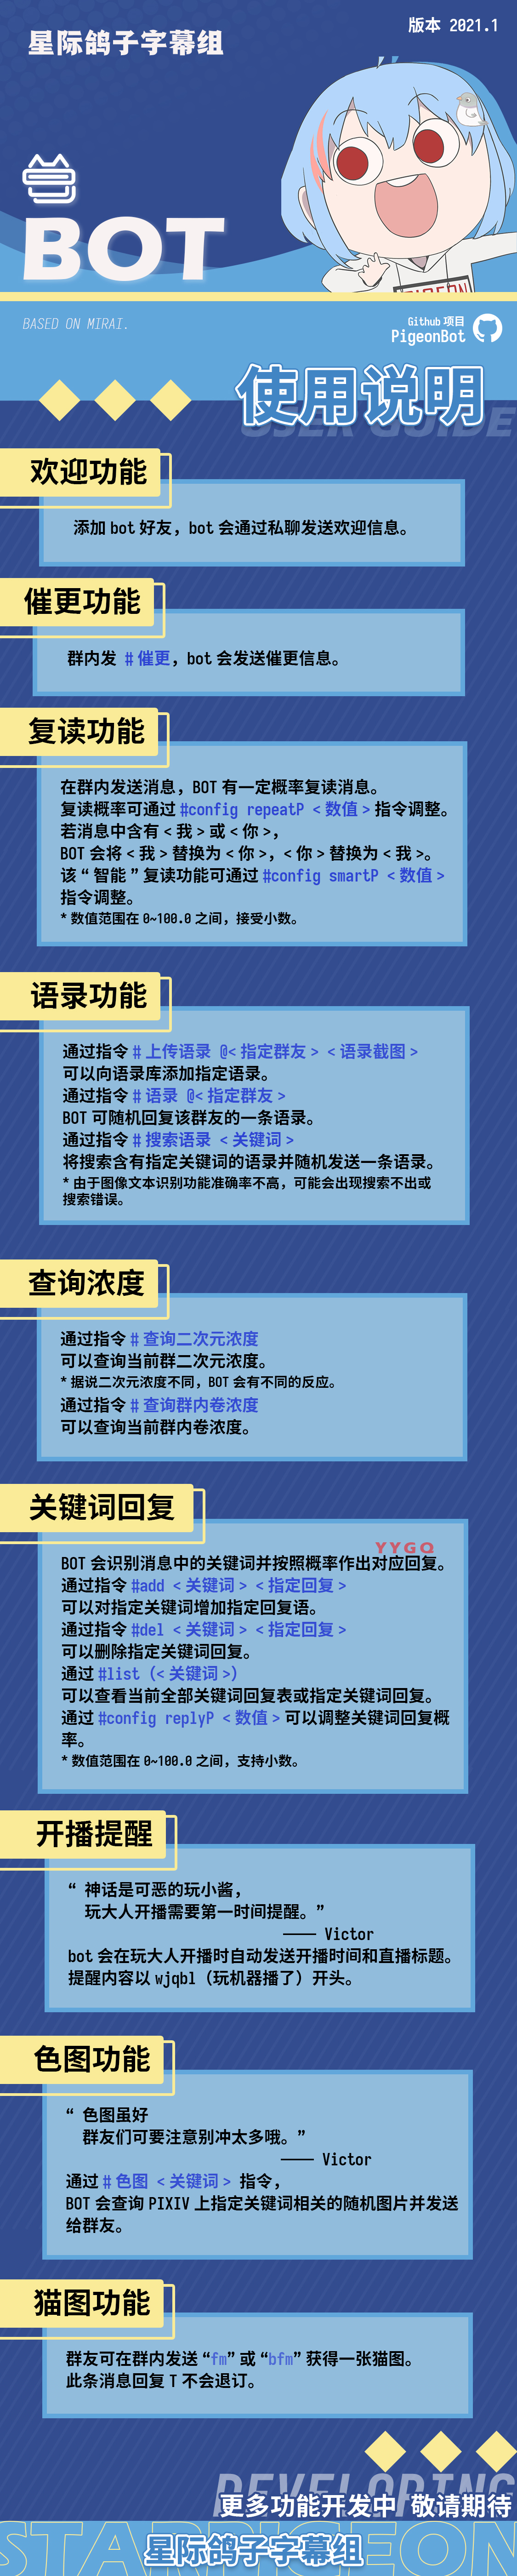 星际鸽子字幕组
版本 2021.1
BOT
BASED ON MIRAI.
Github 项目
PigeonBot
使用说明
USER GUIDE
欢迎功能
添加 bot 好友，bot 会通过私聊发送欢迎信息。
催更功能
群内发 #催更，bot 会发送催更信息。
复读功能
在群内发送消息，BOT 有一定概率复读消息。
复读概率可通过 #config repeatP <数值> 指令调整。
若消息中含有 <我> 或 <你>，
BOT 会将 <我> 替换为 <你>，<你> 替换为 <我>。
该“智能”复读功能可通过 #config smartP <数值>
指令调整。
* 数值范围在 0~100.0 之间，接受小数。
语录功能
通过指令 #上传语录 @<指定群友> <语录截图>
可以向语录库添加指定语录。
通过指令 #语录 @<指定群友>
BOT 可随机回复该群友的一条语录。
通过指令 #搜索语录 <关键词>
将搜索含有指定关键词的语录并随机发送一条语录。
* 由于图像文本识别功能准确率不高，可能会出现搜索不出或
搜索错误。
查询浓度
通过指令 #查询二次元浓度
可以查询当前群二次元浓度。
* 据说二次元浓度不同，BOT 会有不同的反应。
通过指令 #查询群内卷浓度
可以查询当前群内卷浓度。
关键词回复
YYGQ
BOT 会识别消息中的关键词并按照概率作出对应回复。
通过指令 #add <关键词> <指定回复>
可以对指定关键词增加指定回复语。
通过指令 #del <关键词> <指定回复>
可以删除指定关键词回复。
通过 #list（<关键词>）
可以查看当前全部关键词回复表或指定关键词回复。
通过 #config replyP <数值> 可以调整关键词回复概
率。
* 数值范围在 0~100.0 之间，支持小数。
开播提醒
“ 神话是可恶的玩小酱，
玩大人开播需要第一时间提醒。”
—— Victor
bot 会在玩大人开播时自动发送开播时间和直播标题。
提醒内容以 wjqbl（玩机器播了）开头。
色图功能
“ 色图虽好
群友们可要注意别冲太多哦。”
—— Victor
通过 #色图 <关键词> 指令，
BOT 会查询 PIXIV 上指定关键词相关的随机图片并发送
给群友。
猫图功能
群友可在群内发送 “fm” 或 “bfm” 获得一张猫图。
此条消息回复 T 不会退订。
DEVELOPING
更多功能开发中 敬请期待
STARPIGEON
星际鸽子字幕组